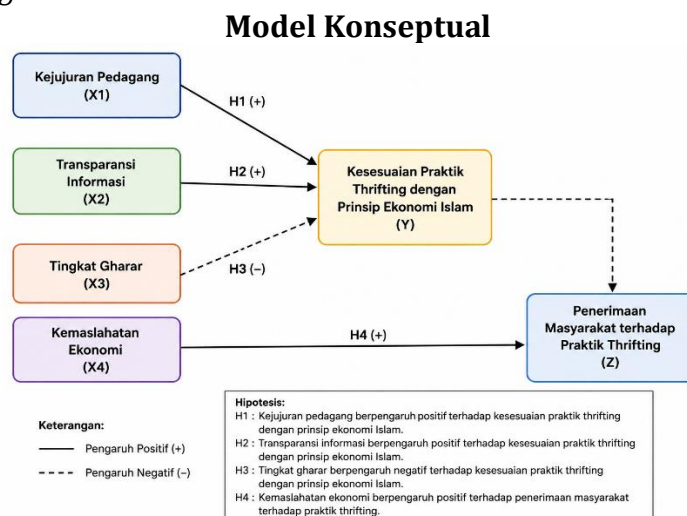 Model Konseptual
Kejujuran Pedagang
(X1)
H1 (+)
Transparansi
Informasi
(X2)
H2 (+)
Kesesuaian Praktik
Thrifting dengan
Prinsip Ekonomi Islam
(Y)
Tingkat Gharar
(X3)
H3 (–)
Kemaslahatan
Ekonomi
(X4)
H4 (+)
Penerimaan
Masyarakat terhadap
Praktik Thrifting
(Z)
Keterangan:
Pengaruh Positif (+)
Pengaruh Negatif (–)
Hipotesis:
H1 : Kejujuran pedagang berpengaruh positif terhadap kesesuaian praktik thrifting
dengan prinsip ekonomi Islam.
H2 : Transparansi informasi berpengaruh positif terhadap kesesuaian praktik thrifting
dengan prinsip ekonomi Islam.
H3 : Tingkat gharar berpengaruh negatif terhadap kesesuaian praktik thrifting
dengan prinsip ekonomi Islam.
H4 : Kemaslahatan ekonomi berpengaruh positif terhadap penerimaan masyarakat
terhadap praktik thrifting.